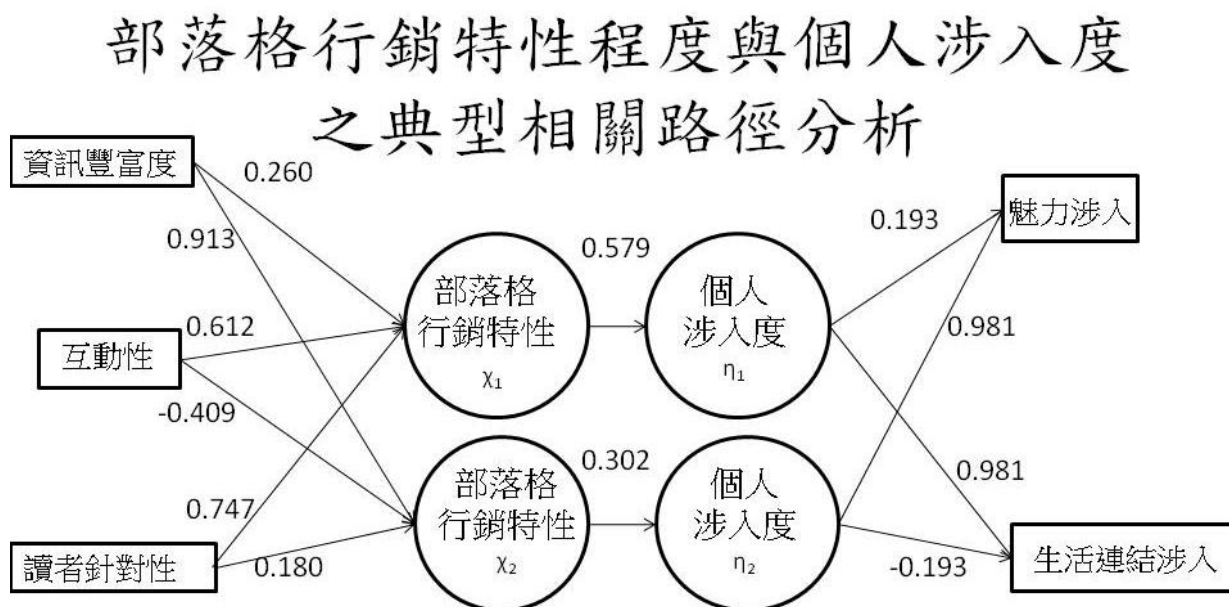 部落格行銷特性程度與個人涉入度
之典型相關路徑分析
資訊豐富度
0.260
0.913
互動性
0.612
-0.409
讀者針對性
0.747
0.180
部落格
行銷特性
χ₁
0.579
個人
涉入度
η₁
部落格
行銷特性
χ₂
0.302
個人
涉入度
η₂
0.193
0.981
魅力涉入
0.981
-0.193
生活連結涉入